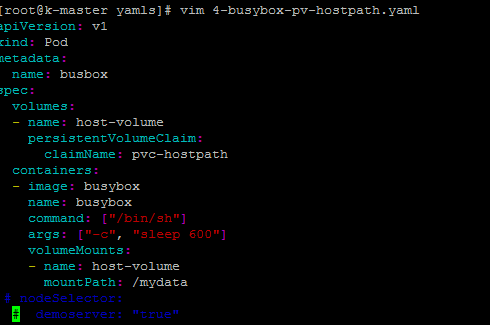 [root@k-master yamls]# vim 4-busybox-pv-hostpath.yaml
apiVersion: v1
kind: Pod
metadata:
  name: busbox
spec:
  volumes:
  - name: host-volume
    persistentVolumeClaim:
      claimName: pvc-hostpath
  containers:
  - image: busybox
    name: busybox
    command: ["/bin/sh"]
    args: ["-c", "sleep 600"]
    volumeMounts:
    - name: host-volume
      mountPath: /mydata
 # nodeSelector:
  #  demoserver: "true"